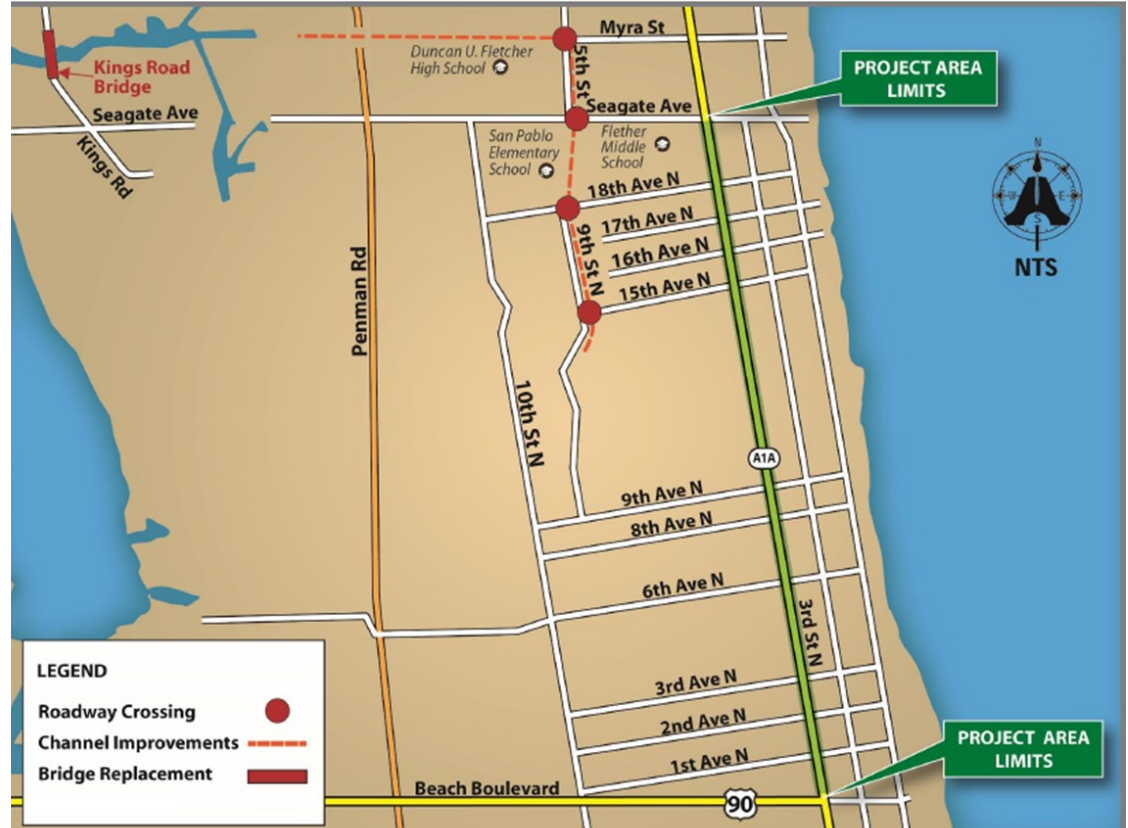 Myra St
Duncan U. Fletcher
High School
5th St
PROJECT AREA
LIMITS
Kings Road
Bridge
Seagate Ave
Seagate Ave
Kings Rd
San Pablo
Elementary
School
Flether
Middle
School
18th Ave N
17th Ave N
16th Ave N
15th Ave N
9th St N
N
W
E
S
NTS
Penman Rd
10th St N
A1A
9th Ave N
8th Ave N
6th Ave N
3rd St N
3rd Ave N
2nd Ave N
1st Ave N
LEGEND
Roadway Crossing
Channel Improvements
Bridge Replacement
Beach Boulevard
90
PROJECT AREA
LIMITS